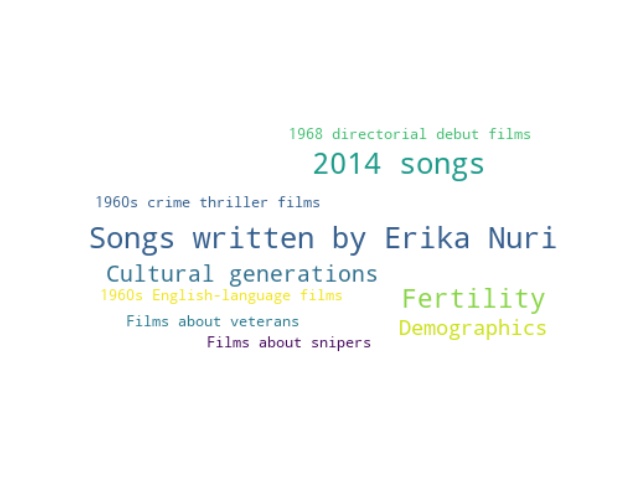 1968 directorial debut films
2014 songs
1960s crime thriller films
Songs written by Erika Nuri
Cultural generations
1960s English-language films
Fertility
Films about veterans
Demographics
Films about snipers